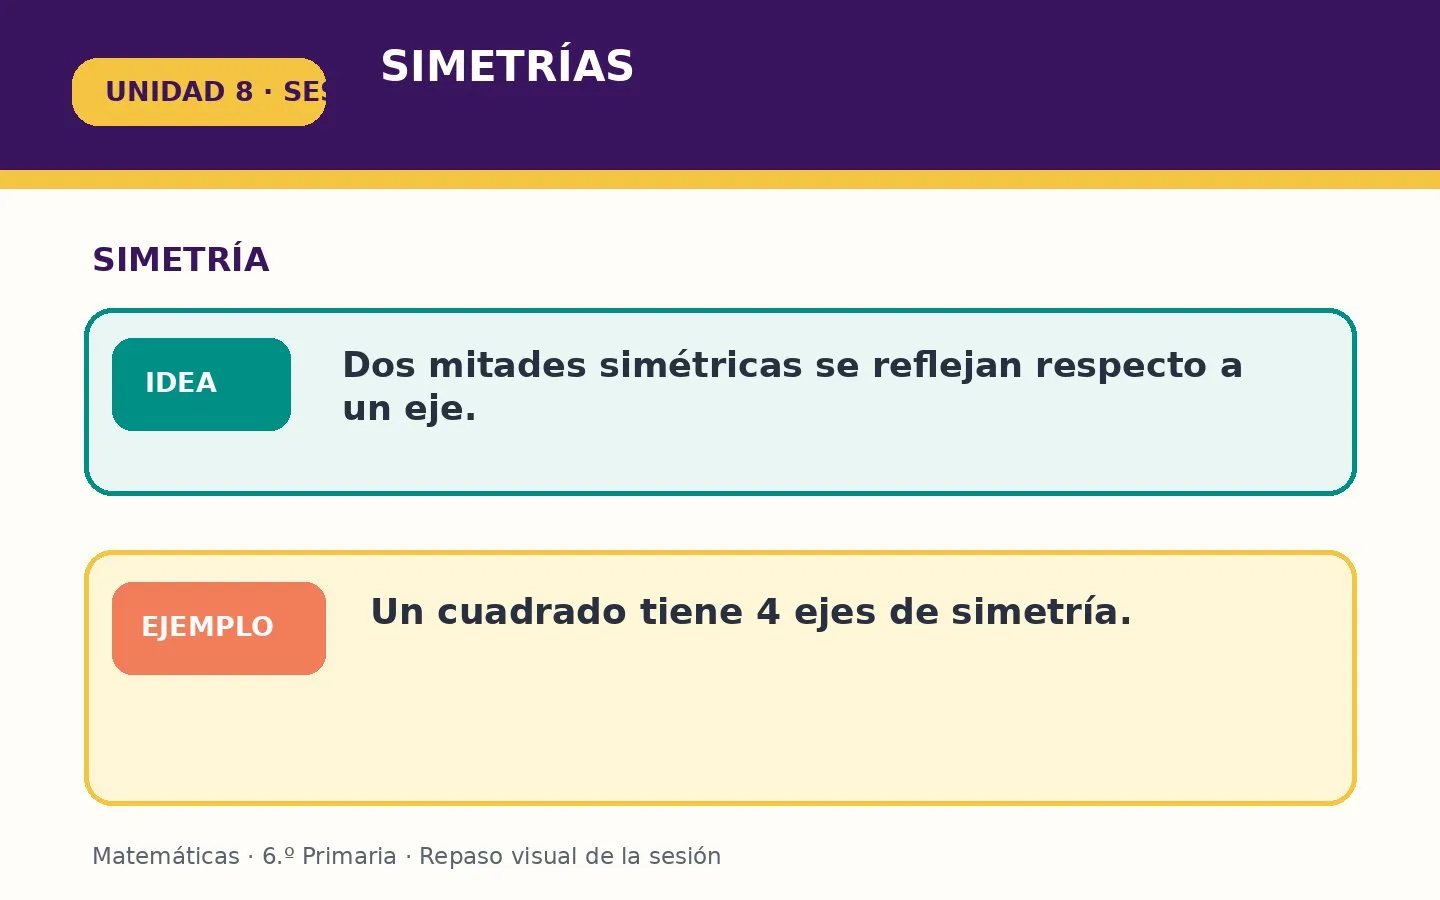 UNIDAD 8 · SES
SIMETRÍAS
SIMETRÍA
IDEA
Dos mitades simétricas se reflejan respecto a
un eje.
EJEMPLO
Un cuadrado tiene 4 ejes de simetría.
Matemáticas · 6.º Primaria · Repaso visual de la sesión